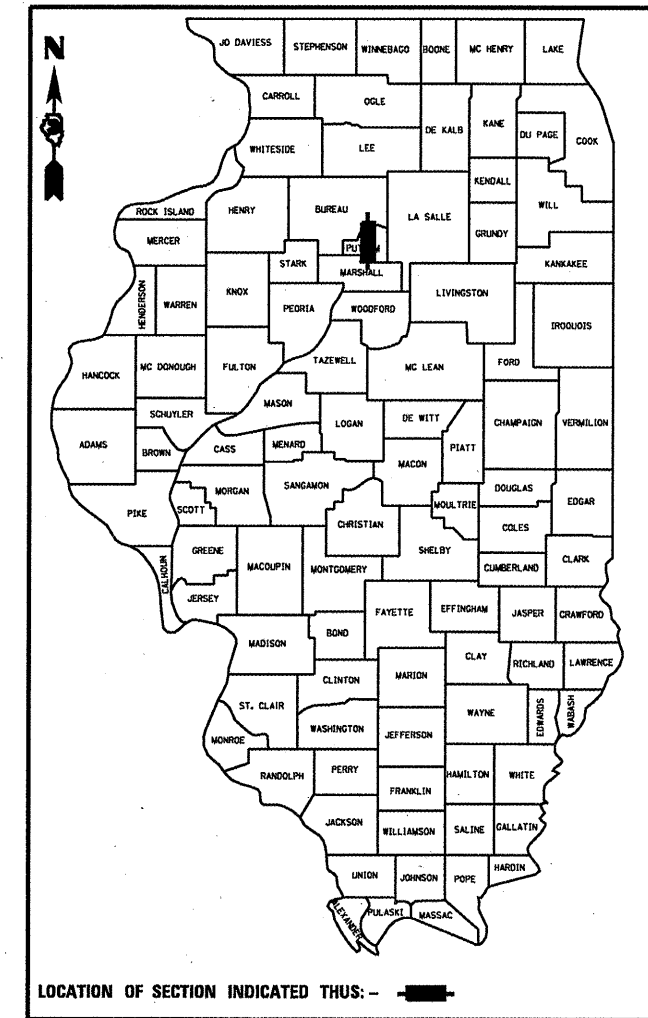 JO DAVIESS STEPHENSON WINNEBAGO BOONE MC HENRY LAKE
N
CARROLL OGLE
DE KALB KANE DU PAGE COOK
WHITESIDE LEE
KENDALL WILL
ROCK ISLAND HENRY BUREAU LA SALLE
MERCER GRUNDY
PUTNAM
STARK MARSHALL KANKAKEE
HENDERSON WARREN KNOX LIVINGSTON
PEORIA WOODFORD IROQUOIS
HANCOCK MC DONOUGH FULTON TAZEWELL MC LEAN FORD
MASON
SCHUYLER LOGAN DE WITT CHAMPAIGN VERMILION
ADAMS BROWN CASS MENARD PIATT
MACON
PIKE MORGAN SANGAMON DOUGLAS
SCOTT CHRISTIAN MOULTRIE EDGAR
COLES
GREENE SHELBY
CALHOUN MACOUPIN MONTGOMERY CUMBERLAND CLARK
JERSEY FAYETTE EFFINGHAM JASPER CRAWFORD
MADISON BOND
CLAY RICHLAND LAWRENCE
CLINTON MARION
ST. CLAIR WAYNE EDWARDS WABASH
WASHINGTON JEFFERSON
MONROE
RANDOLPH PERRY HAMILTON WHITE
FRANKLIN
JACKSON WILLIAMSON SALINE GALLATIN
UNION JOHNSON POPE HARDIN
ALEXANDER PULASKI MASSAC
LOCATION OF SECTION INDICATED THUS: -